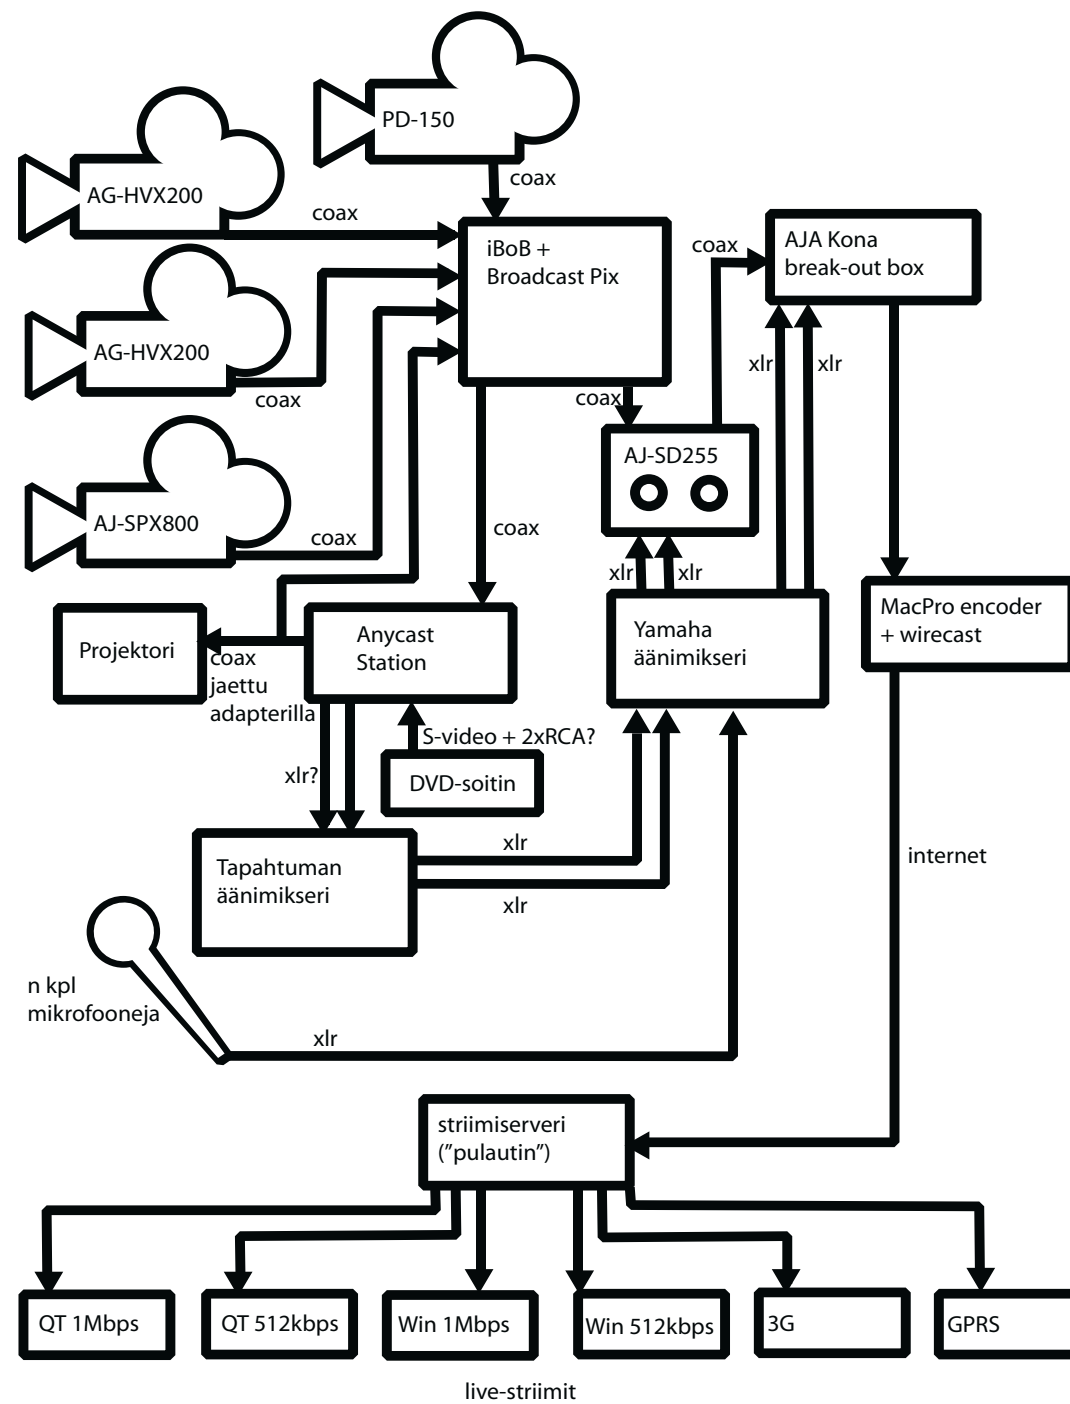 PD-150
coax
AG-HVX200
coax
iBoB +
Broadcast Pix
AJA Kona
break-out box
coax
AG-HVX200
coax
xlr
xlr
coax
AJ-SD255
AJ-SPX800
coax
coax
xlr
xlr
MacPro encoder
+ wirecast
Projektori
Anycast
Station
Yamaha
äänimikseri
coax
jaettu
adapterilla
S-video + 2xRCA?
xlr?
DVD-soitin
Tapahtuman
äänimikseri
xlr
xlr
internet
n kpl
mikrofooneja
xlr
striimiserveri
(”pulautin”)
QT 1Mbps
QT 512kbps
Win 1Mbps
Win 512kbps
3G
GPRS
live-striimit